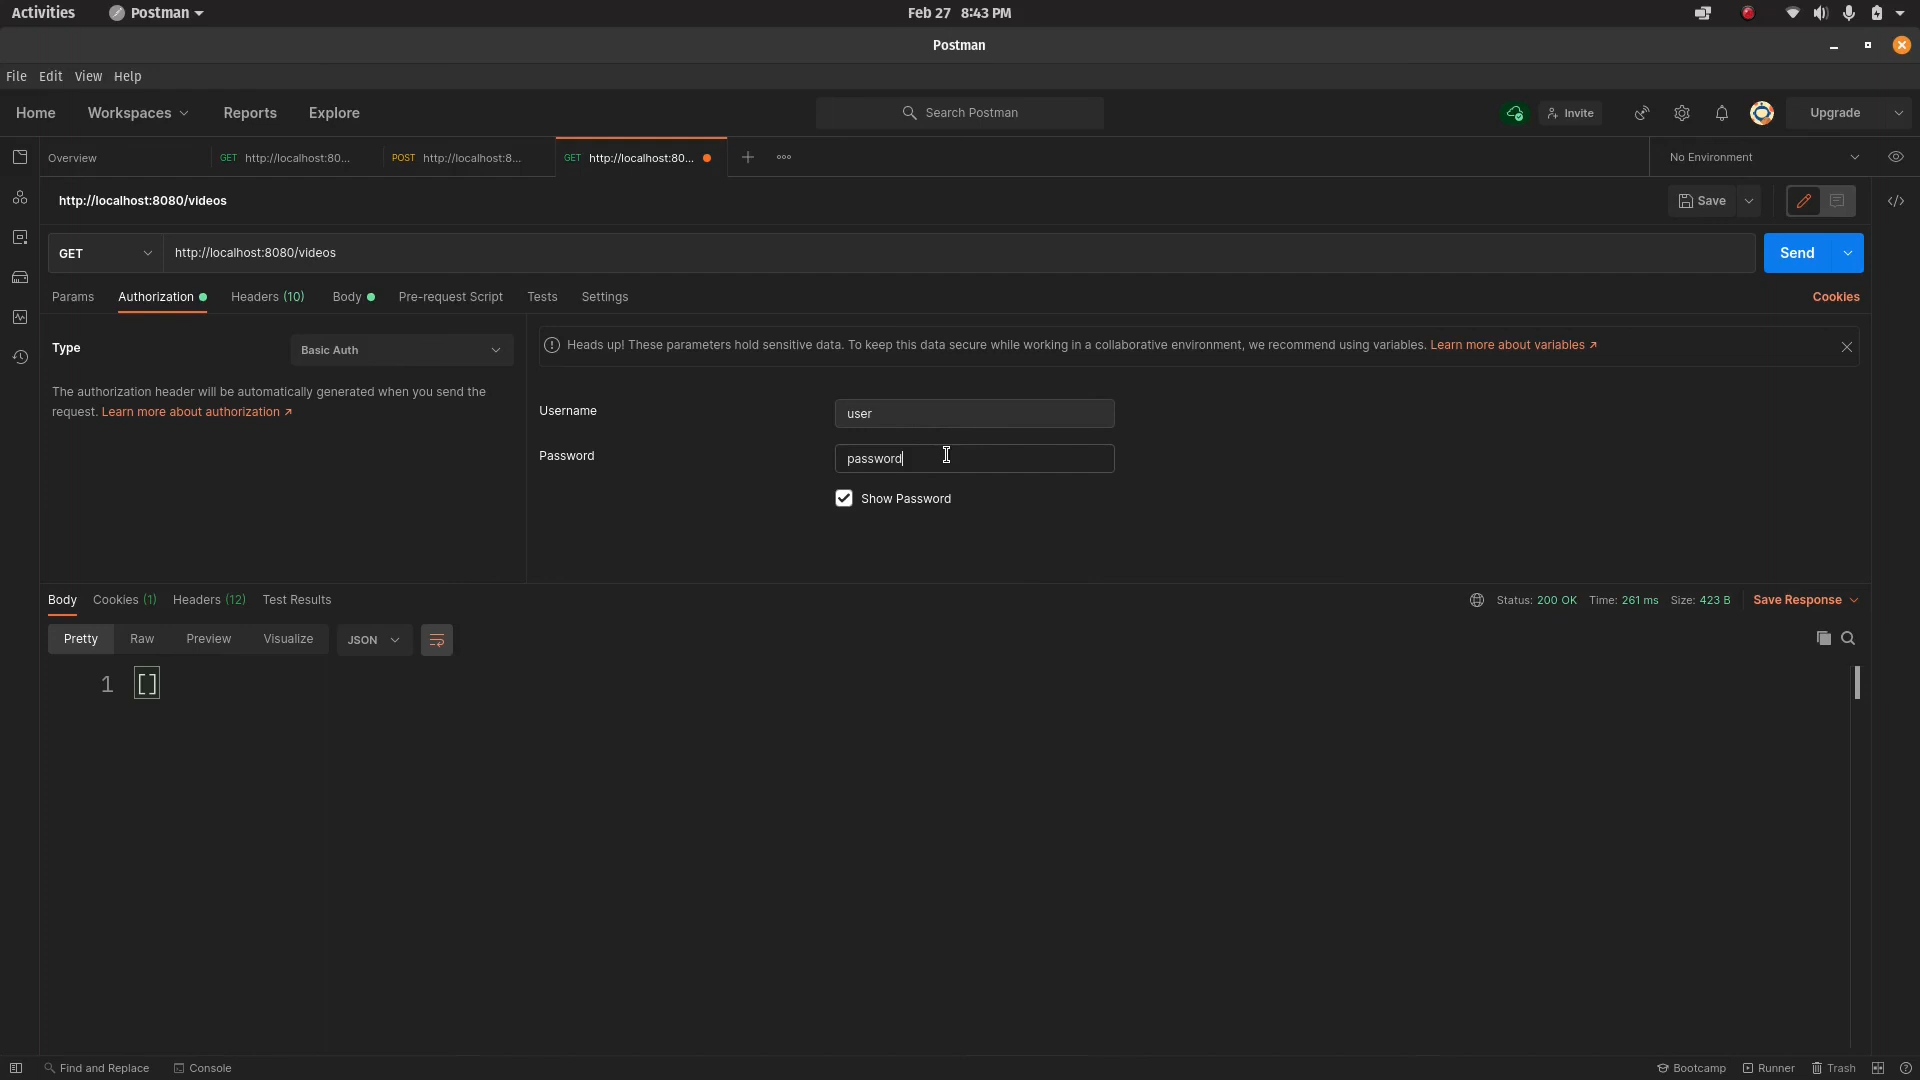 Activities Postman Feb 27 8:43 PM
Postman
File Edit View Help
Home Workspaces Reports Explore Search Postman Invite Upgrade
Overview GET http://localhost:80... POST http://localhost:8... GET http://localhost:80... No Environment
http://localhost:8080/videos Save
GET http://localhost:8080/videos Send
Params Authorization Headers (10) Body Pre-request Script Tests Settings Cookies
Type Basic Auth
The authorization header will be automatically generated when you send the
request. Learn more about authorization ↗
Heads up! These parameters hold sensitive data. To keep this data secure while working in a collaborative environment, we recommend using variables. Learn more about variables ↗
Username user
Password password
Show Password
Body Cookies (1) Headers (12) Test Results Status: 200 OK Time: 261 ms Size: 423 B Save Response
Pretty Raw Preview Visualize JSON
1 []
Find and Replace Console Bootcamp Runner Trash